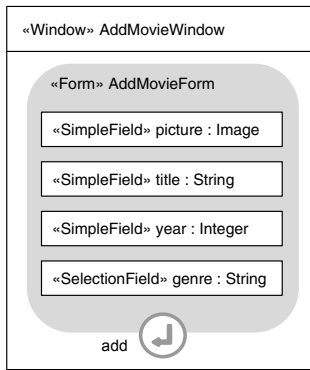 «Window» AddMovieWindow
«Form» AddMovieForm
«SimpleField» picture : Image
«SimpleField» title : String
«SimpleField» year : Integer
«SelectionField» genre : String
add